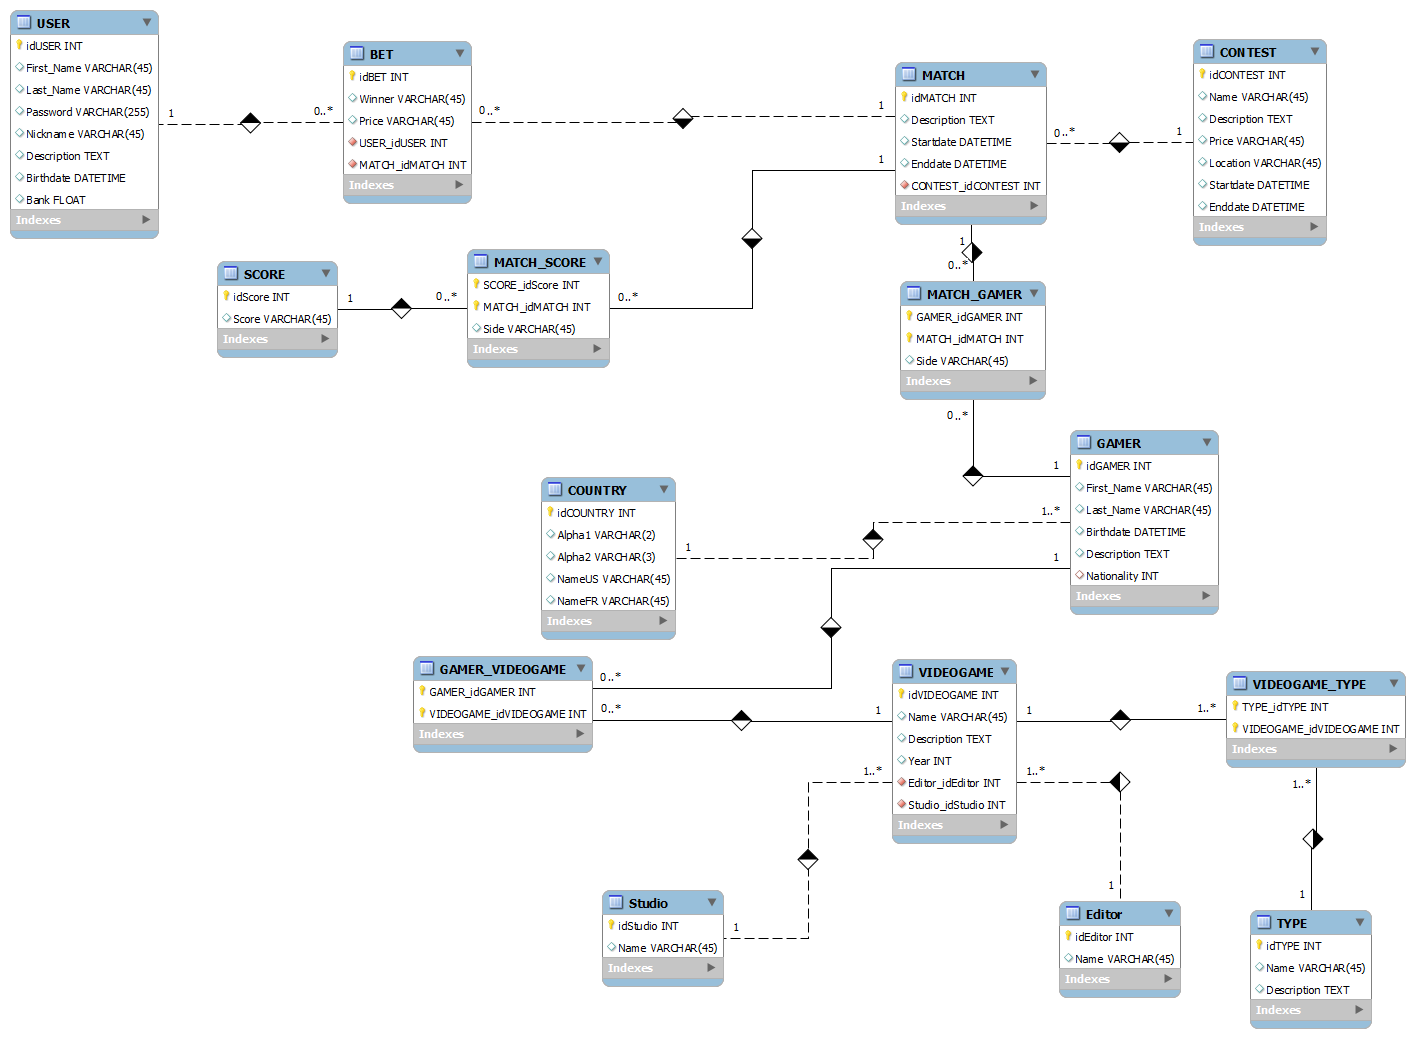 USER
idUSER INT
First_Name VARCHAR(45)
Last_Name VARCHAR(45)
Password VARCHAR(255)
Nickname VARCHAR(45)
Description TEXT
Birthdate DATETIME
Bank FLOAT
Indexes
1
0..*
BET
idBET INT
Winner VARCHAR(45)
Price VARCHAR(45)
USER_idUSER INT
MATCH_idMATCH INT
Indexes
0..*
1
MATCH
idMATCH INT
Description TEXT
Startdate DATETIME
Enddate DATETIME
CONTEST_idCONTEST INT
Indexes
1
0..*
1
CONTEST
idCONTEST INT
Name VARCHAR(45)
Description TEXT
Price VARCHAR(45)
Location VARCHAR(45)
Startdate DATETIME
Enddate DATETIME
Indexes
SCORE
idScore INT
Score VARCHAR(45)
Indexes
1
0..*
MATCH_SCORE
SCORE_idScore INT
MATCH_idMATCH INT
Side VARCHAR(45)
Indexes
0..*
1
0..*
MATCH_GAMER
GAMER_idGAMER INT
MATCH_idMATCH INT
Side VARCHAR(45)
Indexes
0..*
1
GAMER
idGAMER INT
First_Name VARCHAR(45)
Last_Name VARCHAR(45)
Birthdate DATETIME
Description TEXT
Nationality INT
Indexes
1..*
1
COUNTRY
idCOUNTRY INT
Alpha1 VARCHAR(2)
Alpha2 VARCHAR(3)
NameUS VARCHAR(45)
NameFR VARCHAR(45)
Indexes
1
GAMER_VIDEOGAME
GAMER_idGAMER INT
VIDEOGAME_idVIDEOGAME INT
Indexes
0..*
0..*
1
VIDEOGAME
idVIDEOGAME INT
Name VARCHAR(45)
Description TEXT
Year INT
Editor_idEditor INT
Studio_idStudio INT
Indexes
1
1..*
VIDEOGAME_TYPE
TYPE_idTYPE INT
VIDEOGAME_idVIDEOGAME INT
Indexes
1..*
1..*
1..*
1
1
1
Studio
idStudio INT
Name VARCHAR(45)
Indexes
Editor
idEditor INT
Name VARCHAR(45)
Indexes
TYPE
idTYPE INT
Name VARCHAR(45)
Description TEXT
Indexes